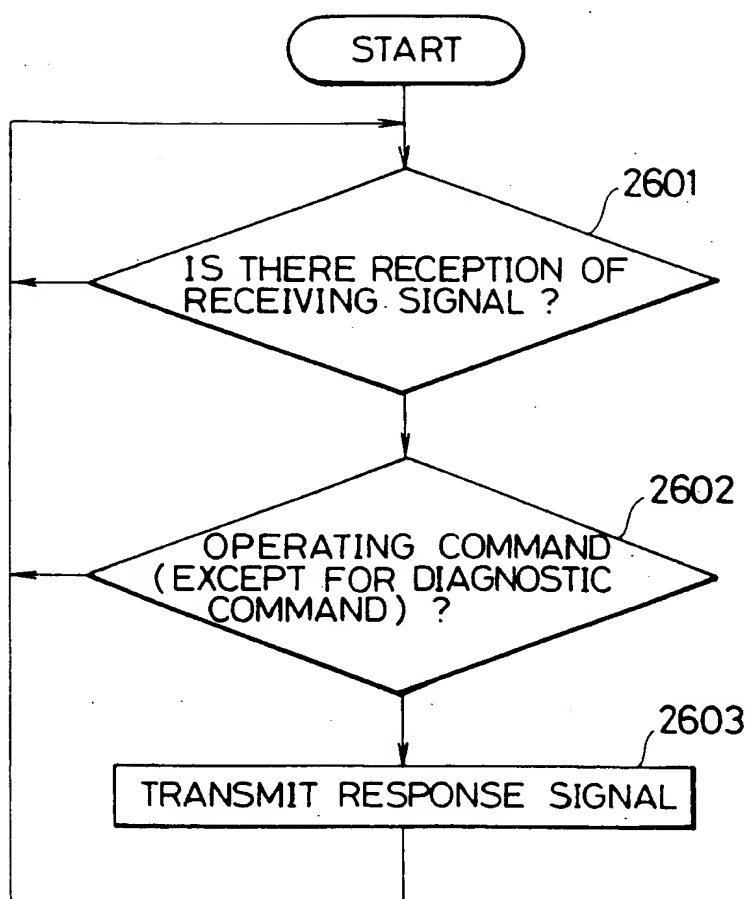 START
2601
IS THERE RECEPTION OF
RECEIVING SIGNAL ?
2602
OPERATING COMMAND
(EXCEPT FOR DIAGNOSTIC
COMMAND) ?
2603
TRANSMIT RESPONSE SIGNAL